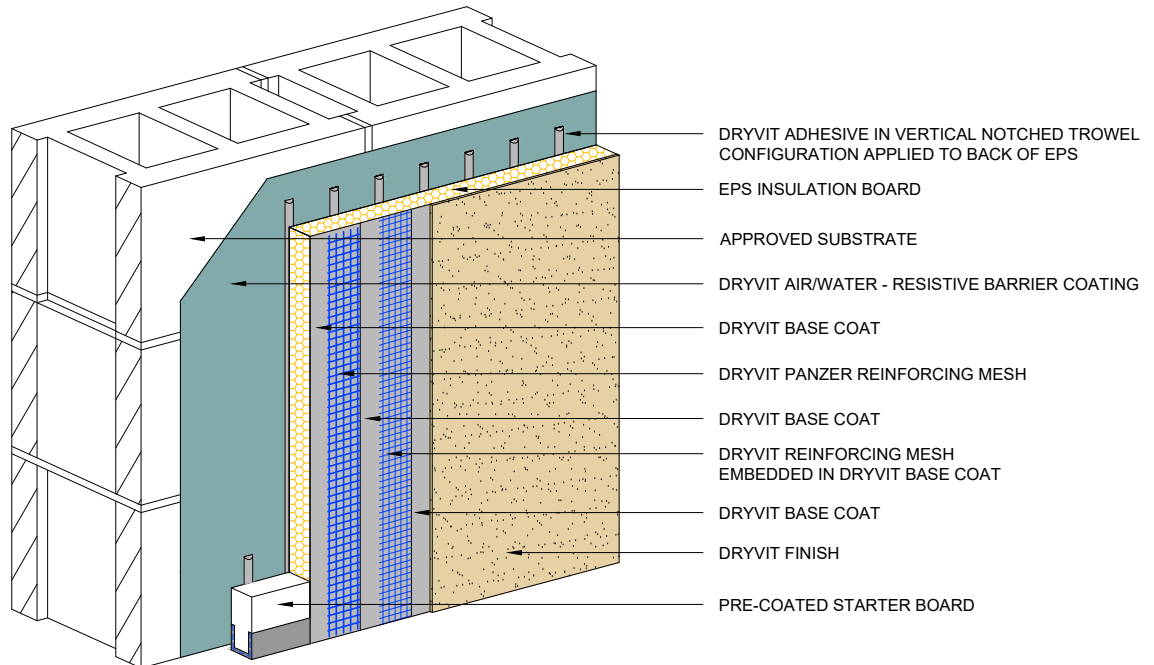 DRYVIT ADHESIVE IN VERTICAL NOTCHED TROWEL
CONFIGURATION APPLIED TO BACK OF EPS
EPS INSULATION BOARD
APPROVED SUBSTRATE
DRYVIT AIR/WATER - RESISTIVE BARRIER COATING
DRYVIT BASE COAT
DRYVIT PANZER REINFORCING MESH
DRYVIT BASE COAT
DRYVIT REINFORCING MESH
EMBEDDED IN DRYVIT BASE COAT
DRYVIT BASE COAT
DRYVIT FINISH
PRE-COATED STARTER BOARD